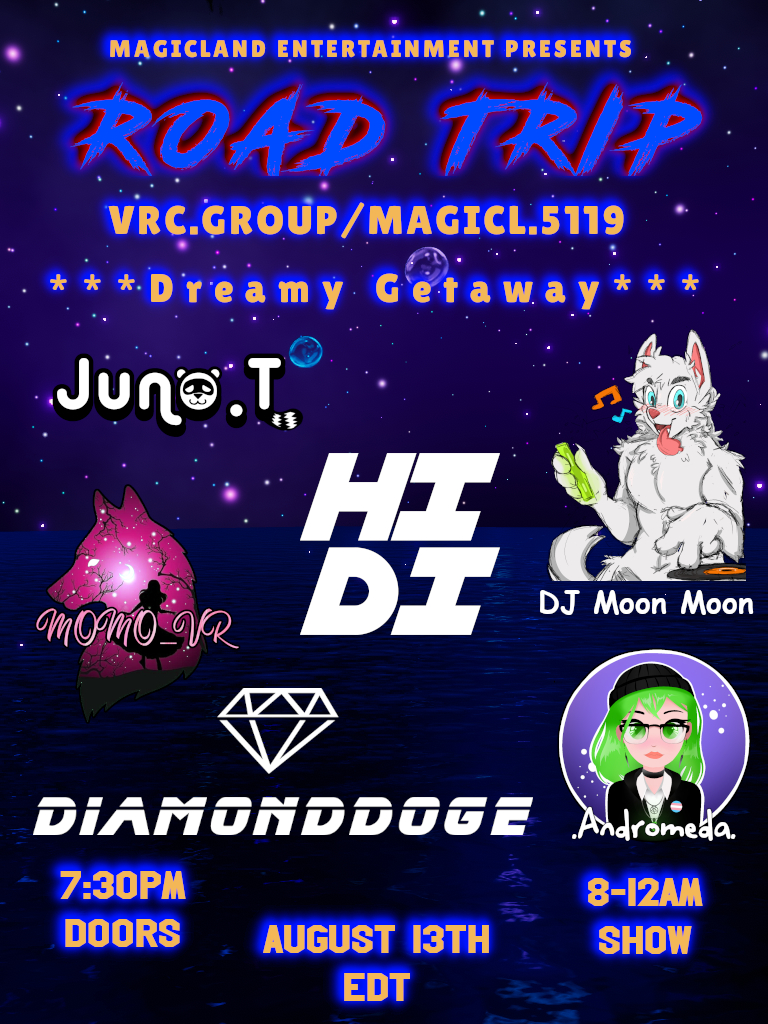 MAGICLAND ENTERTAINMENT PRESENTS
ROAD TRIP
VRC.GROUP/MAGICL.5119
***Dreamy Getaway***
Juno.T
HI
DI
DJ Moon Moon
MOMO_VR
DIAMONDDOGE
.Andromeda.
7:30PM
DOORS
AUGUST 13TH
EDT
8-12AM
SHOW